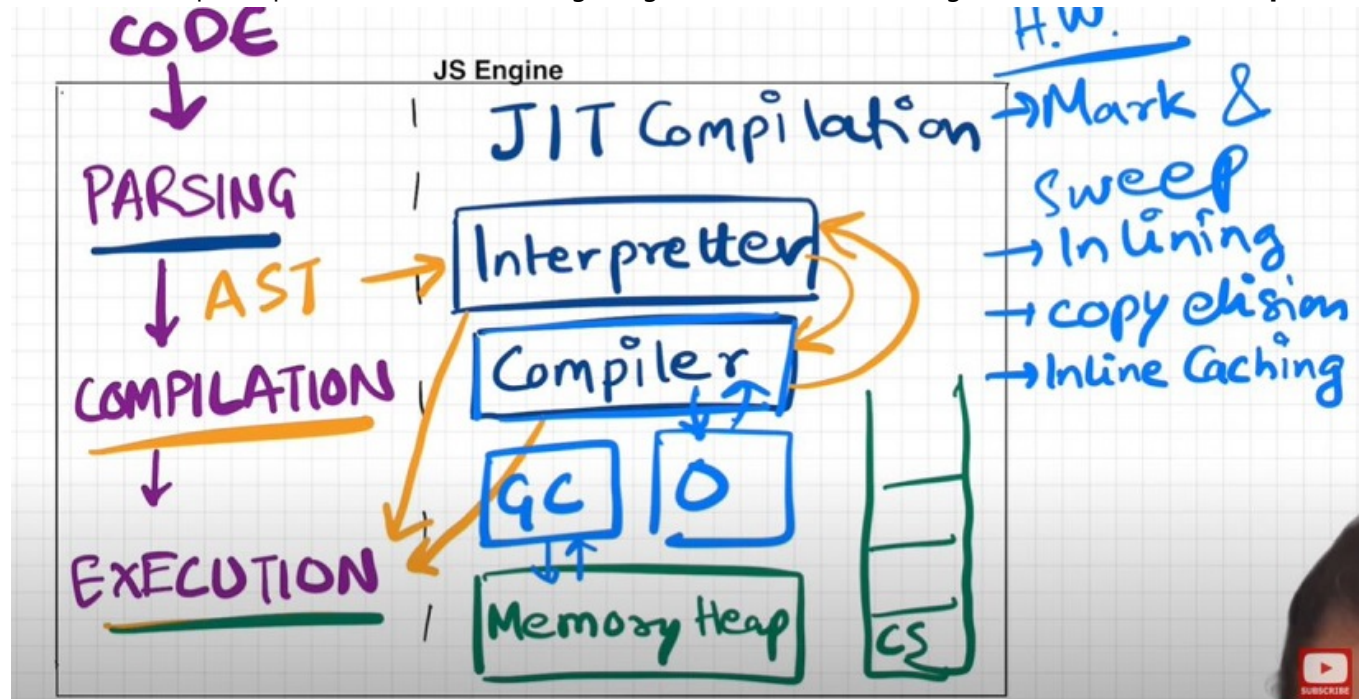 CODE
JS Engine
JIT Compilation
PARSING
AST
Interpretter
COMPILATION
Compiler
GC
O
EXECUTION
Memory Heap
CS
H.W.
→ Mark &
Sweep
→ Inlining
→ copy elision
→ Inline Caching
SUBSCRIBE